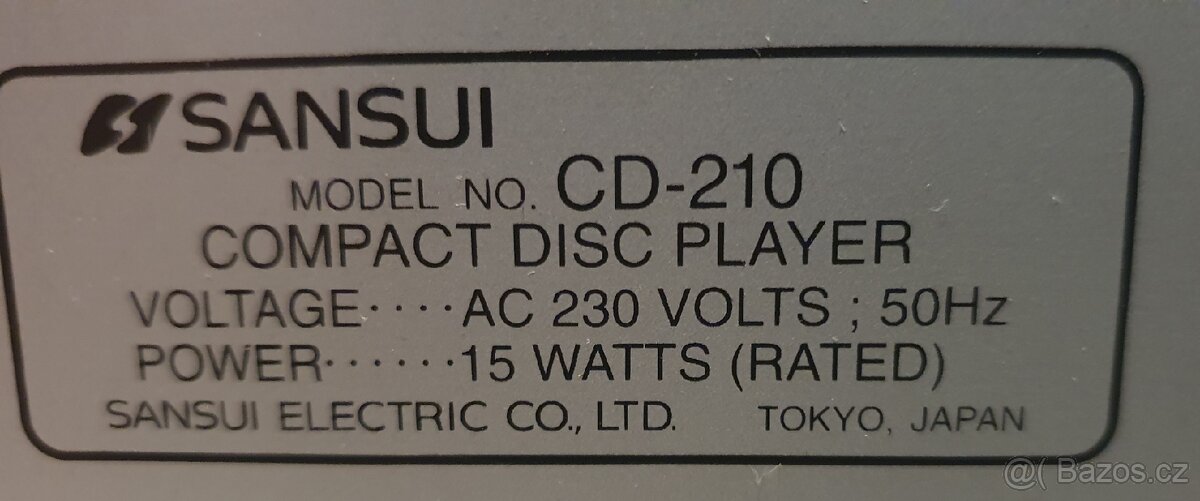 SANSUI
MODEL NO. CD-210
COMPACT DISC PLAYER
VOLTAGE····AC 230 VOLTS ; 50Hz
POWER······15 WATTS (RATED)
SANSUI ELECTRIC CO., LTD. TOKYO, JAPAN
@( Bazos.cz